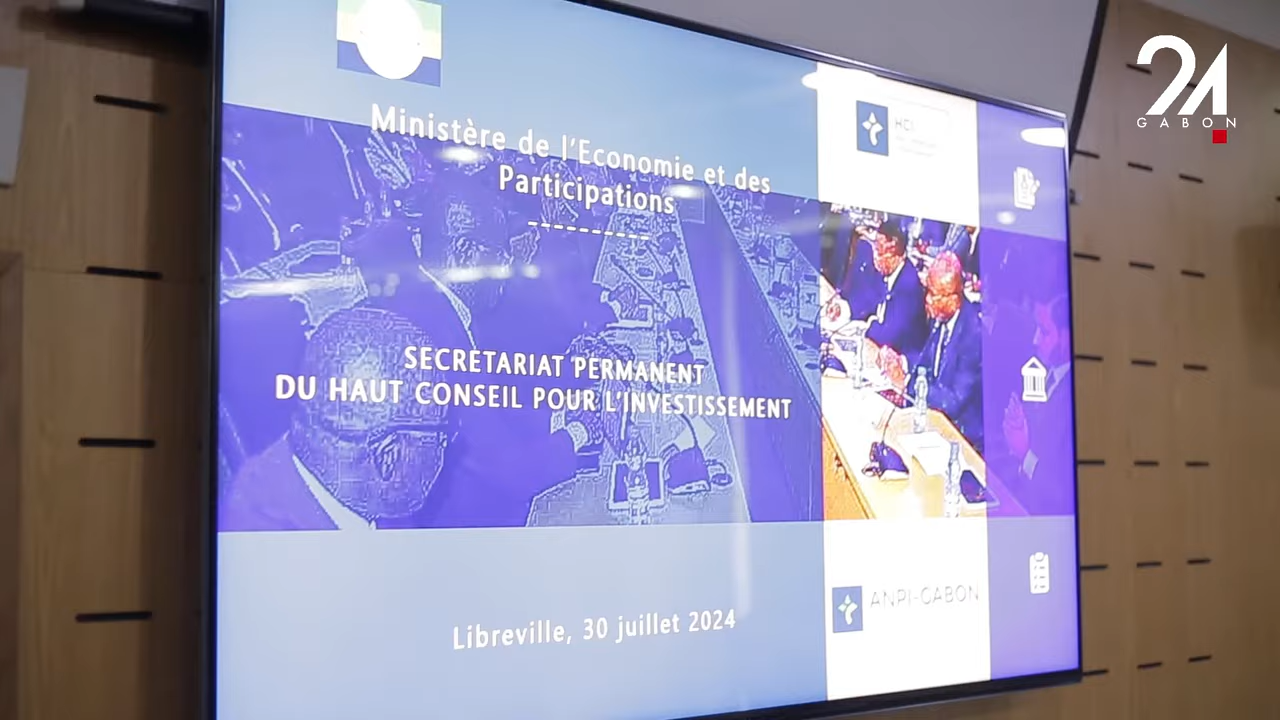 24
GABON
Ministère de l'Economie et des
Participations
----------
HCI
SECRETARIAT PERMANENT
DU HAUT CONSEIL POUR L'INVESTISSEMENT
ANPI-GABON
Libreville, 30 juillet 2024